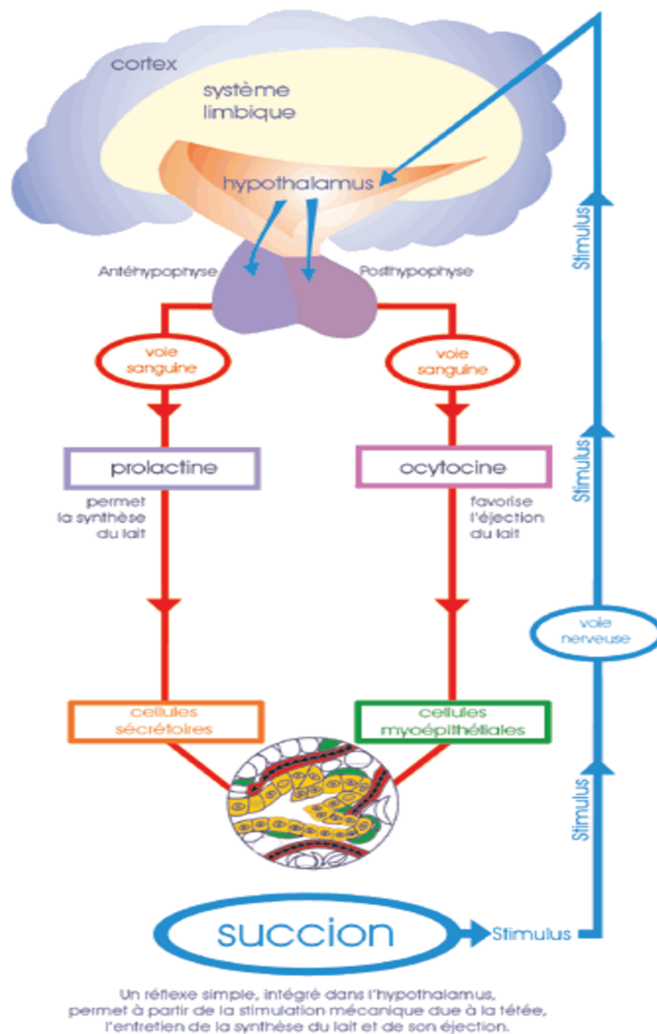 cortex
système
limbique
hypothalamus
Antéhypophyse
Posthypophyse
voie
sanguine
voie
sanguine
prolactine
ocytocine
permet
la synthèse
du lait
favorise
l'éjection
du lait
cellules
sécrétoires
cellules
myoépithéliales
Stimulus
Stimulus
voie
nerveuse
Stimulus
succion
Stimulus
Un réflexe simple, intégré dans l'hypothalamus,
permet à partir de la stimulation mécanique due à la tétée,
l'entretien de la synthèse du lait et de son éjection.